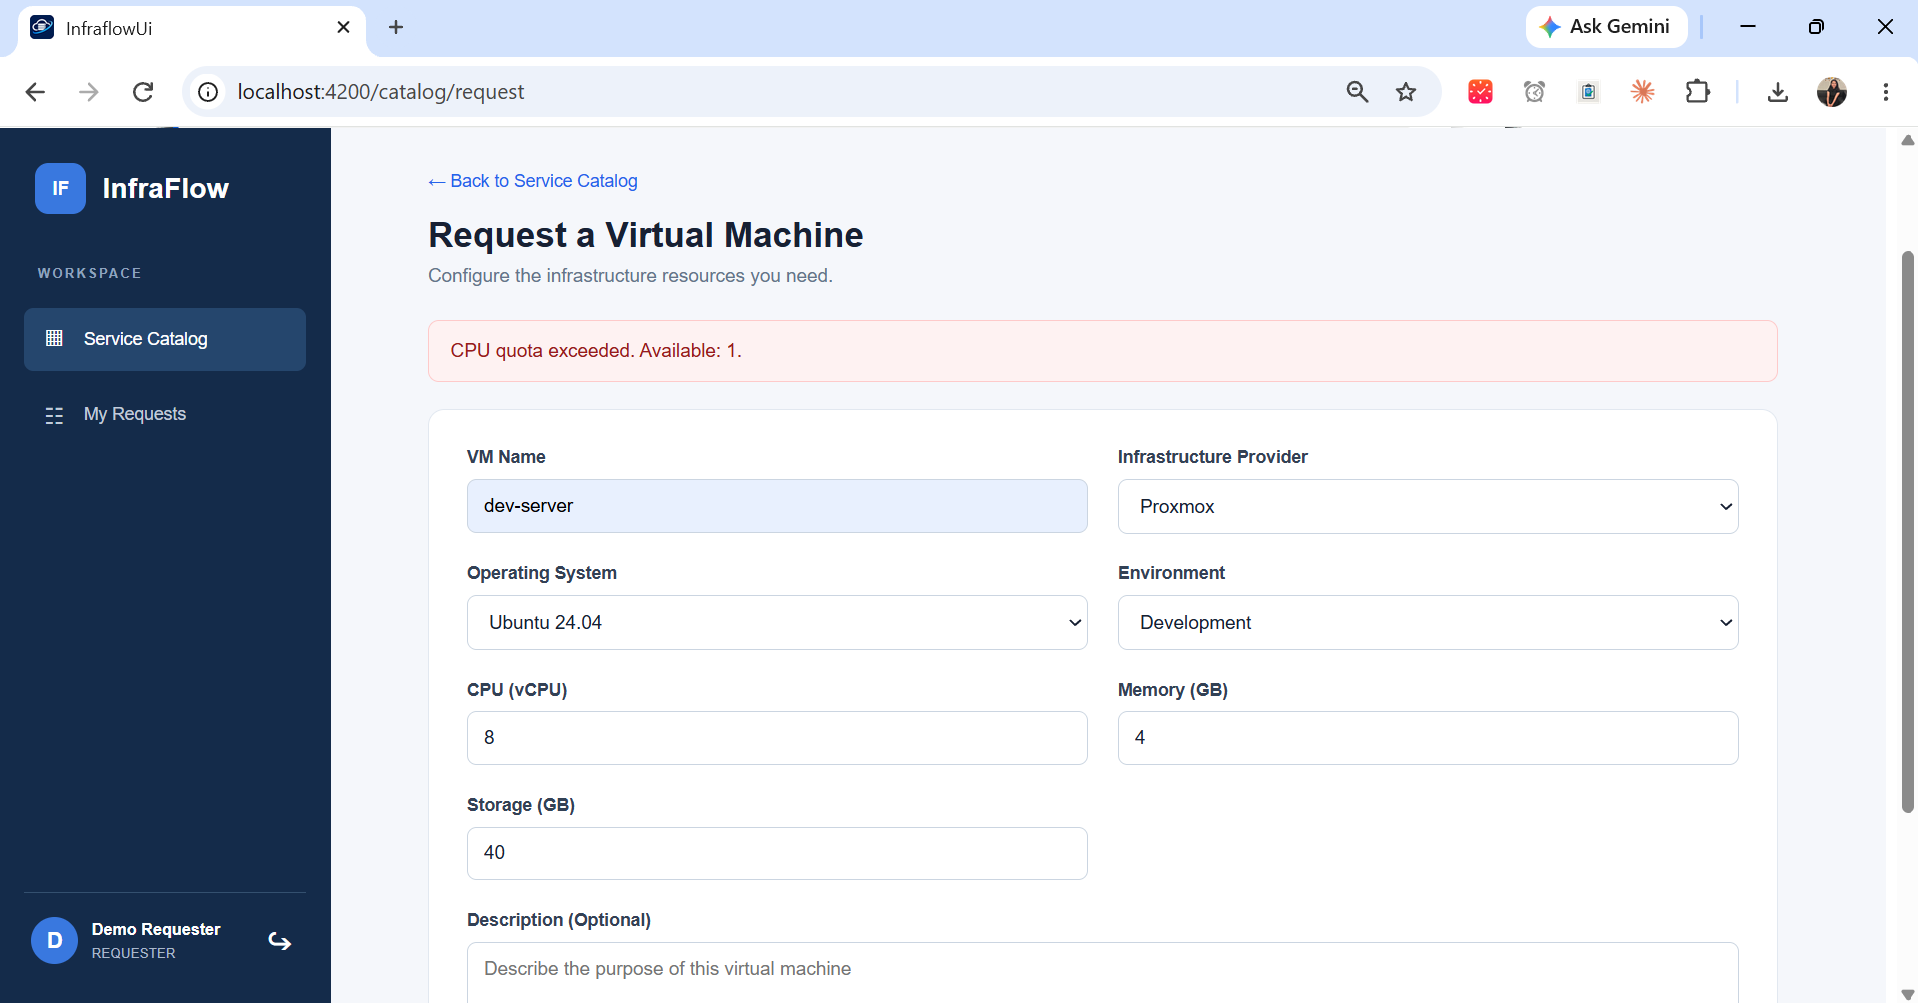 InfraflowUi
Ask Gemini
localhost:4200/catalog/request
IF
InfraFlow
WORKSPACE
Service Catalog
My Requests
D
Demo Requester
REQUESTER
← Back to Service Catalog
Request a Virtual Machine
Configure the infrastructure resources you need.
CPU quota exceeded. Available: 1.
VM Name
dev-server
Infrastructure Provider
Proxmox
Operating System
Ubuntu 24.04
Environment
Development
CPU (vCPU)
8
Memory (GB)
4
Storage (GB)
40
Description (Optional)
Describe the purpose of this virtual machine